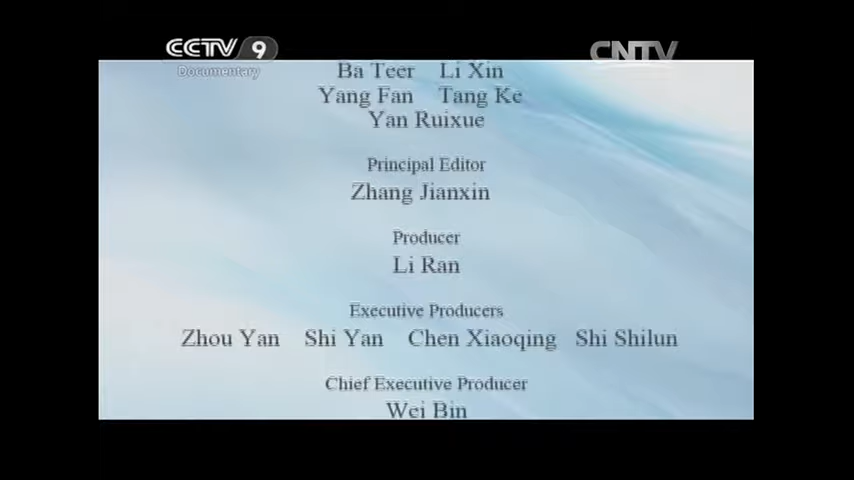 CCTV 9
Documentary
CNTV
Ba Teer Li Xin
Yang Fan Tang Ke
Yan Ruixue
Principal Editor
Zhang Jianxin
Producer
Li Ran
Executive Producers
Zhou Yan Shi Yan Chen Xiaoqing Shi Shilun
Chief Executive Producer
Wei Bin